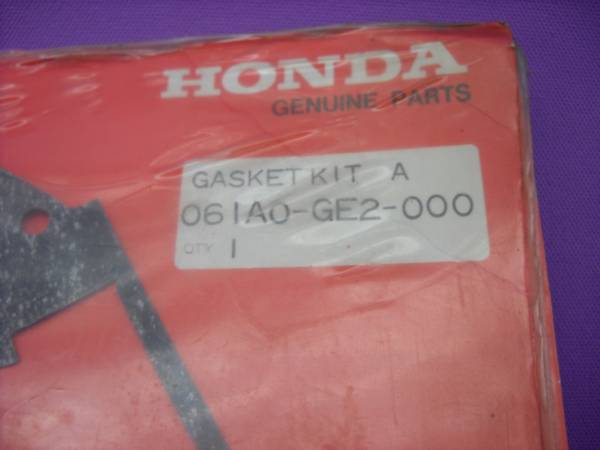 HONDA
GENUINE PARTS
GASKET KIT A
061A0-GE2-000
QTY 1